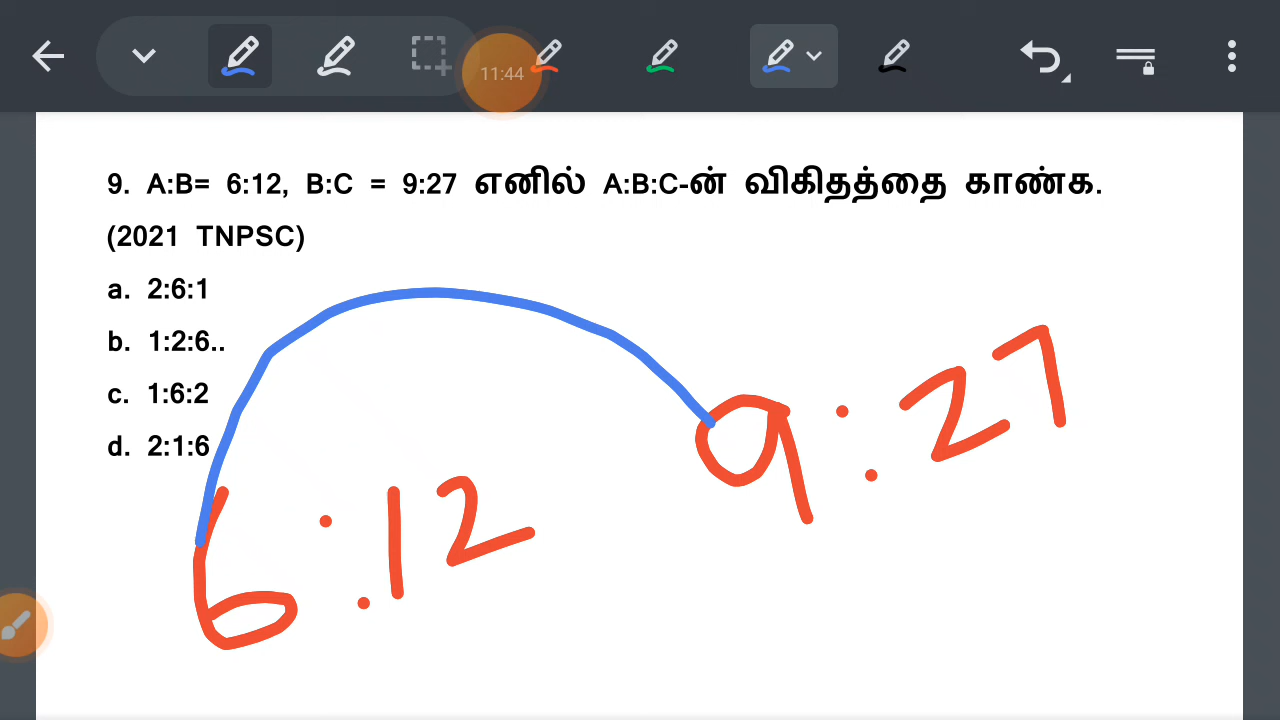 11:44
9. A:B= 6:12, B:C = 9:27 எனில் A:B:C-ன் விகிதத்தை காண்க.
(2021 TNPSC)
a. 2:6:1
b. 1:2:6..
c. 1:6:2
d. 2:1:6
6 : 12
9 : 27